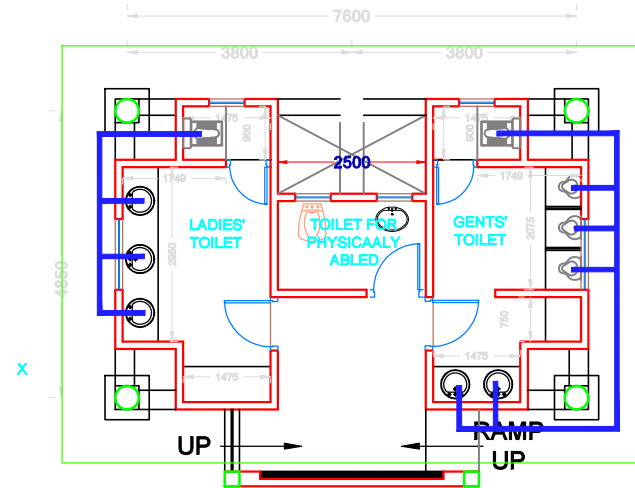 7600
3800
3800
1475
900
1475
900
2500
1749
1749
LADIES'
TOILET
TOILET FOR
PHYSICAALY
ABLED
GENTS'
TOILET
2075
2950
4850
750
1475
1475
X
UP
RAMP
UP